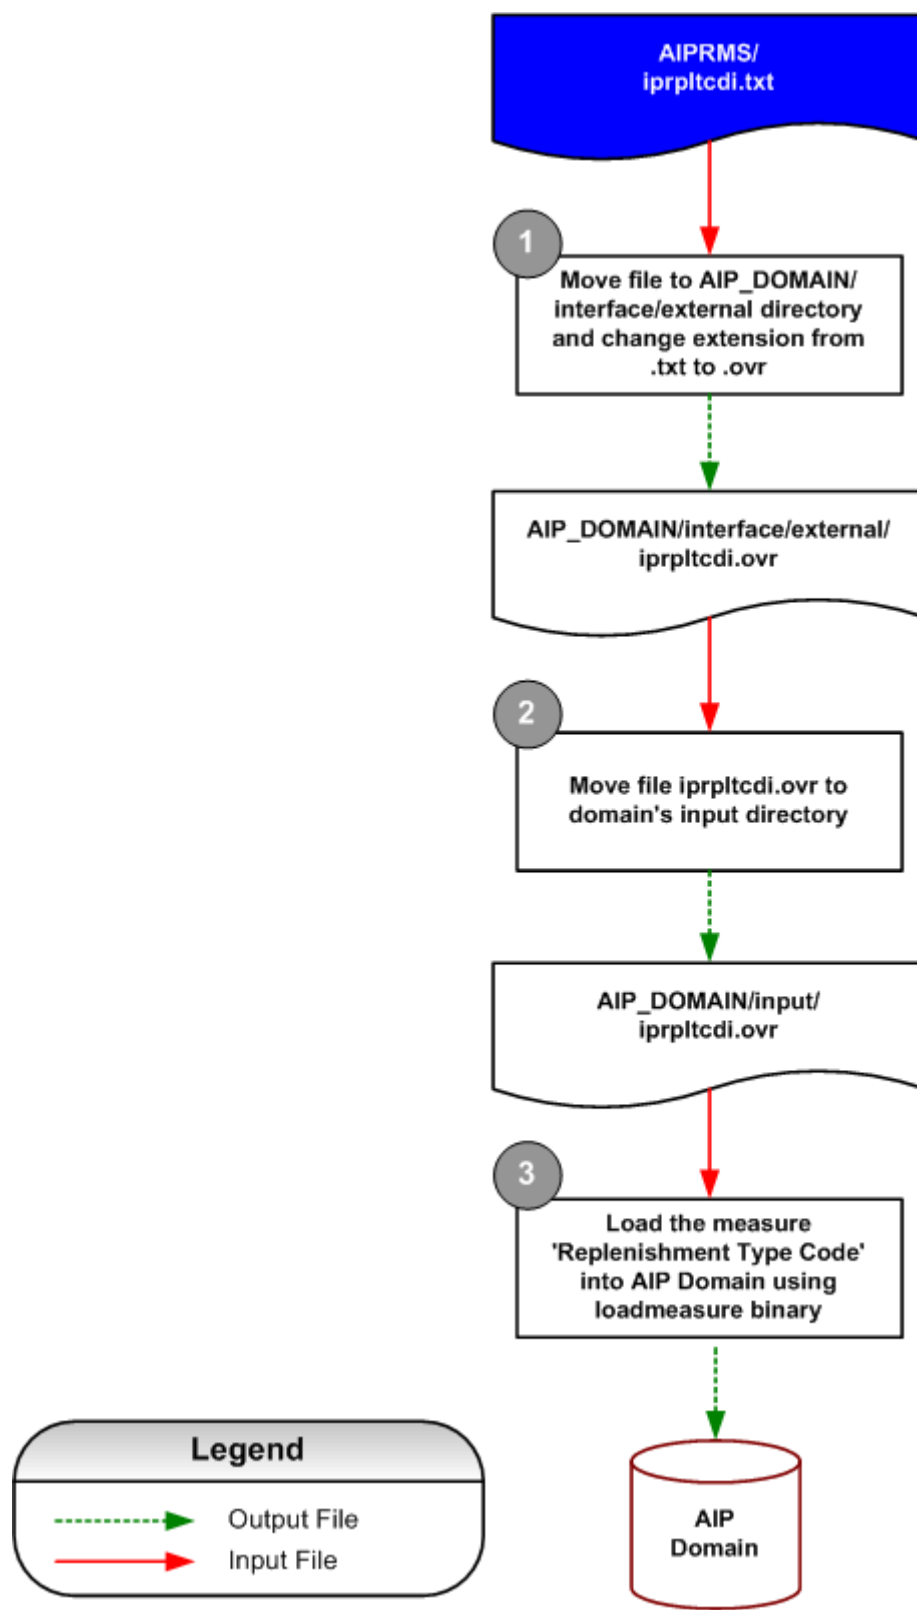 AIPRMS/
iprpltcdi.txt
1
Move file to AIP_DOMAIN/
interface/external directory
and change extension from
.txt to .ovr
AIP_DOMAIN/interface/external/
iprpltcdi.ovr
2
Move file iprpltcdi.ovr to
domain's input directory
AIP_DOMAIN/input/
iprpltcdi.ovr
3
Load the measure
'Replenishment Type Code'
into AIP Domain using
loadmeasure binary
Legend
Output File
Input File
AIP
Domain